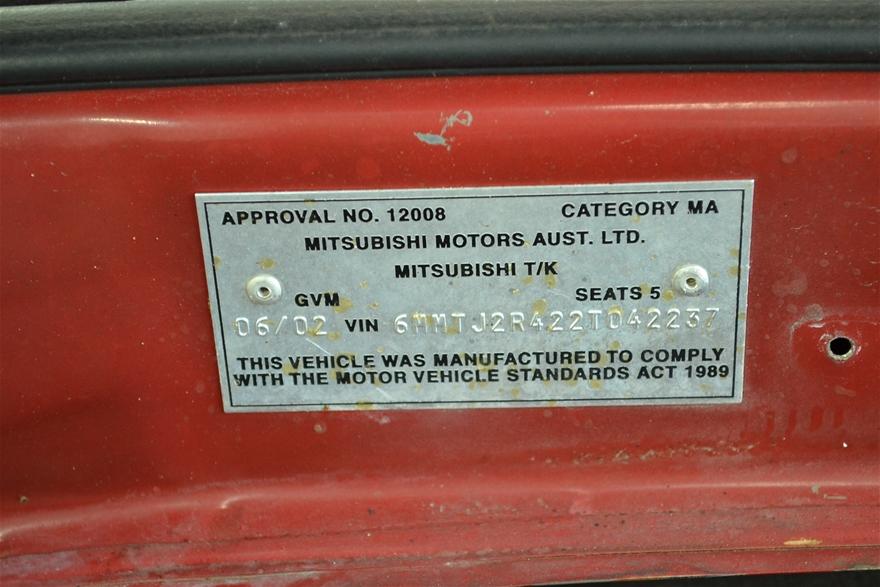 APPROVAL NO. 12008 CATEGORY MA
MITSUBISHI MOTORS AUST. LTD.
MITSUBISHI T/K
GVM SEATS 5
06/02 VIN 6MMTJ2R422T042237
THIS VEHICLE WAS MANUFACTURED TO COMPLY
WITH THE MOTOR VEHICLE STANDARDS ACT 1989